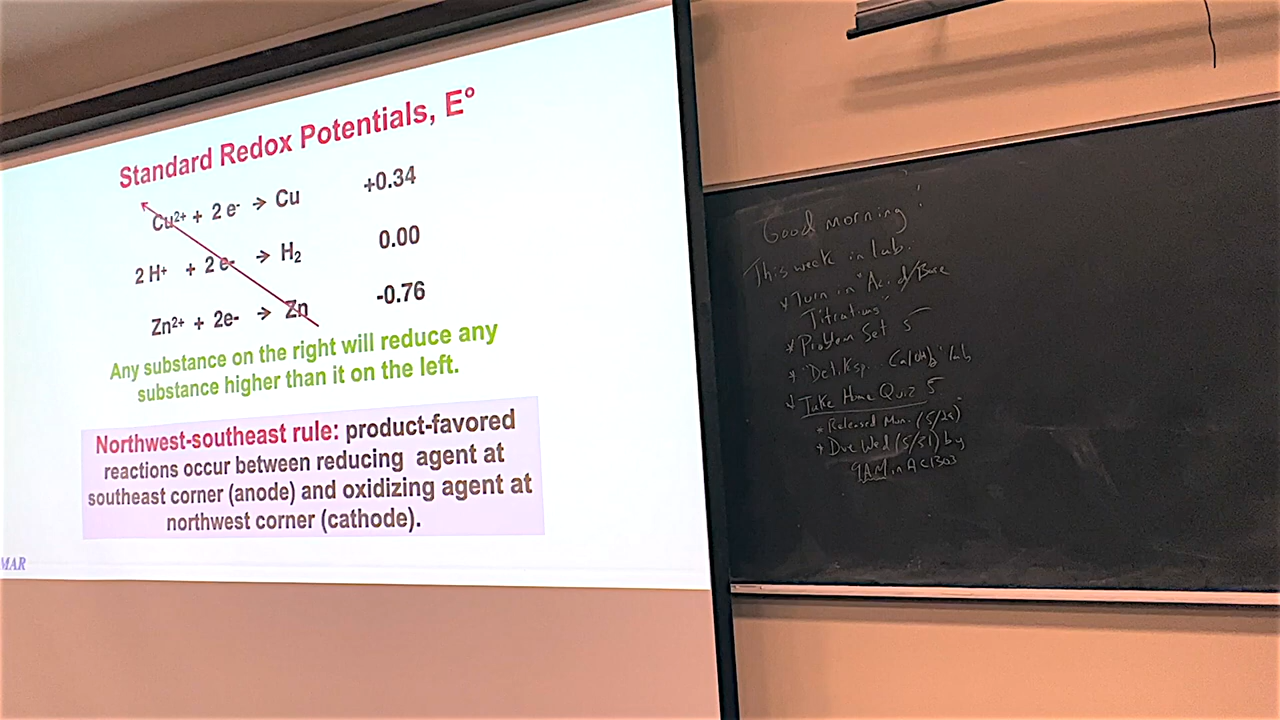 Standard Redox Potentials, E°
Cu²⁺ + 2 e⁻ → Cu +0.34
2 H⁺ + 2 e⁻ → H₂ 0.00
Zn²⁺ + 2e- → Zn -0.76
Any substance on the right will reduce any
substance higher than it on the left.
Northwest-southeast rule: product-favored
reactions occur between reducing agent at
southeast corner (anode) and oxidizing agent at
northwest corner (cathode).
MAR
Good morning!
This week in lab.
* Turn in "Acid/Base
Titrations"
* Problem Set 5
* "Det. Ksp Ca(OH)₂" lab
* Take Home Quiz 5
* Released Mon.
* Due Wed (5/31) by
9AM in AC1303